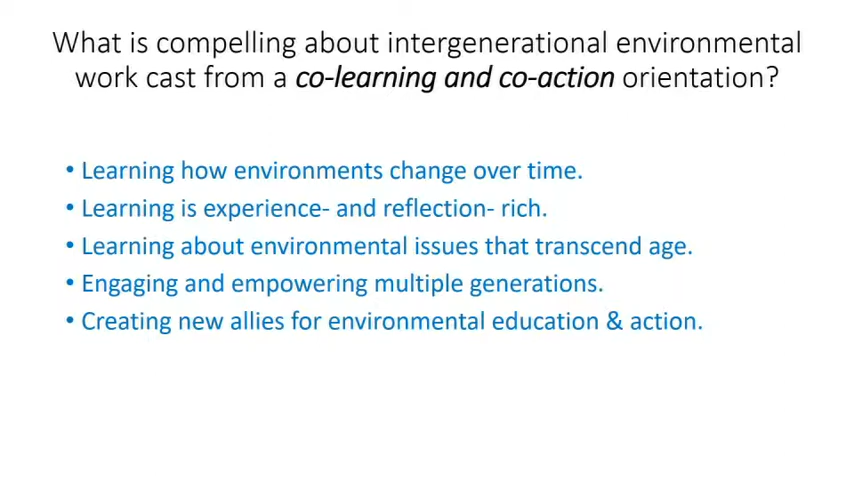 What is compelling about intergenerational environmental
work cast from a co-learning and co-action orientation?
• Learning how environments change over time.
• Learning is experience- and reflection- rich.
• Learning about environmental issues that transcend age.
• Engaging and empowering multiple generations.
• Creating new allies for environmental education & action.